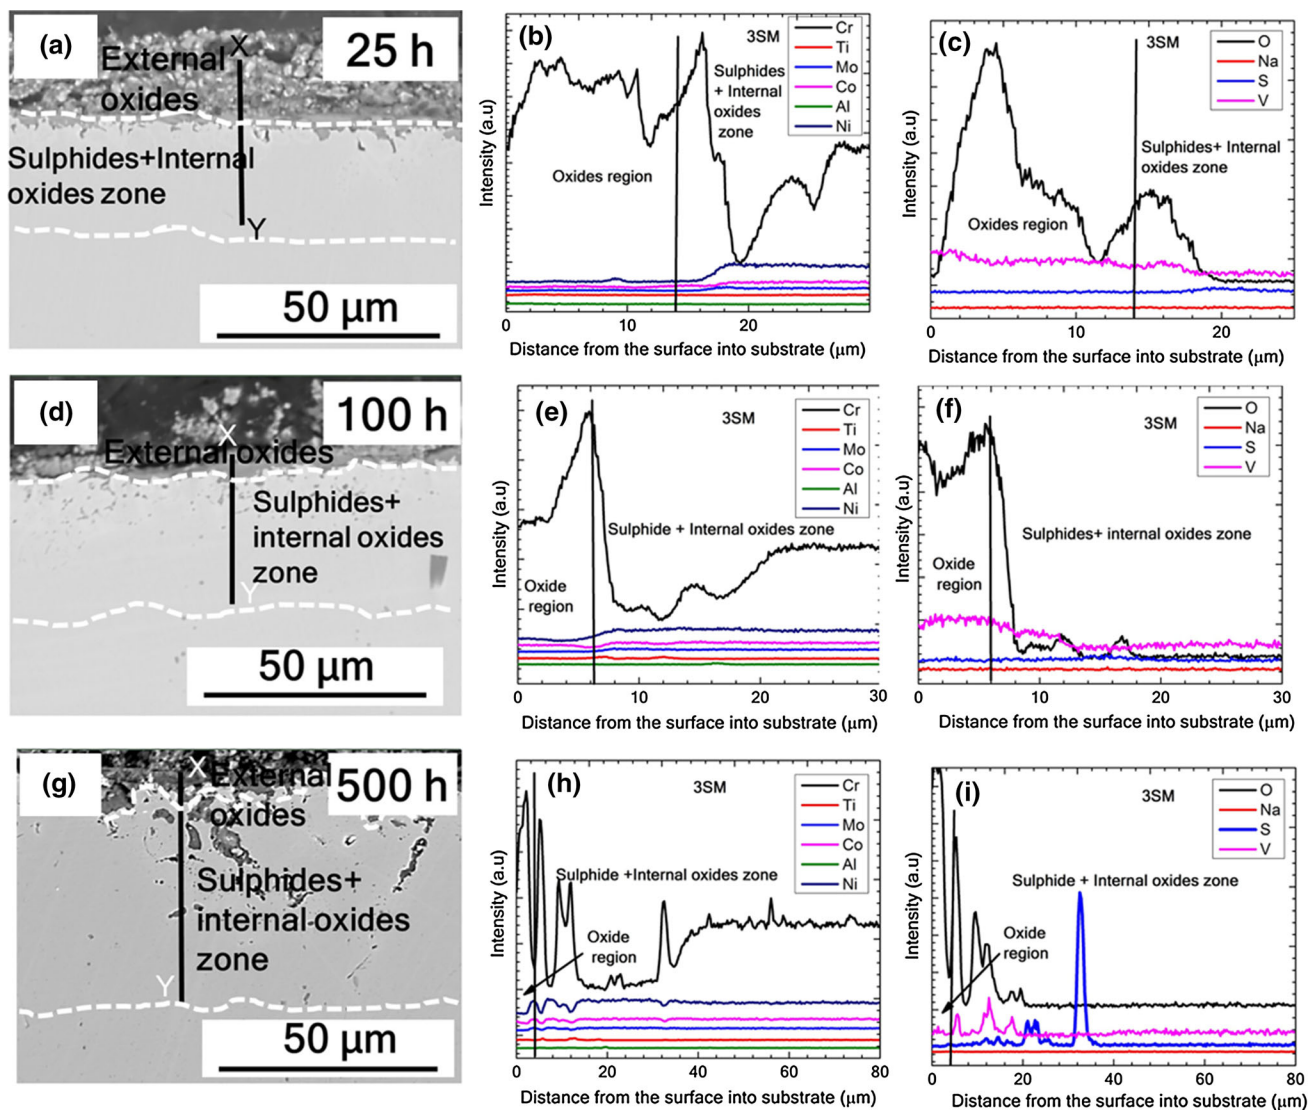 (a)
25 h
X
External
oxides
Sulphides+Internal
oxides zone
Y
50 µm
(b)
3SM
Cr
Ti
Mo
Co
Al
Ni
Sulphides
+ Internal
oxides
zone
Oxides region
Intensity (a.u)
0 10 20
Distance from the surface into substrate (µm)
(c)
3SM
O
Na
S
V
Sulphides+ Internal
oxides zone
Oxides region
Intensity (a.u)
0 10 20
Distance from the surface into substrate (µm)
(d)
100 h
X
External oxides
Sulphides+
internal oxides
zone
Y
50 µm
(e)
3SM
Cr
Ti
Mo
Co
Al
Ni
Sulphide + Internal oxides zone
Oxide
region
Intensity (a.u)
0 10 20 30
Distance from the surface into substrate (µm)
(f)
3SM
O
Na
S
V
Sulphides+ internal oxides zone
Oxide
region
Intensity (a.u)
0 10 20 30
Distance from the surface into substrate (µm)
(g)
500 h
X
External
oxides
Sulphides+
internal oxides
zone
Y
50 µm
(h)
3SM
Cr
Ti
Mo
Co
Al
Ni
Sulphide +Internal oxides zone
Oxide
region
Intensity (a.u)
0 20 40 60 80
Distance from the surface into substrate (µm)
(i)
3SM
O
Na
S
V
Sulphide + Internal oxides zone
Oxide
region
Intensity (a.u)
0 20 40 60 80
Distance from the surface into substrate (µm)